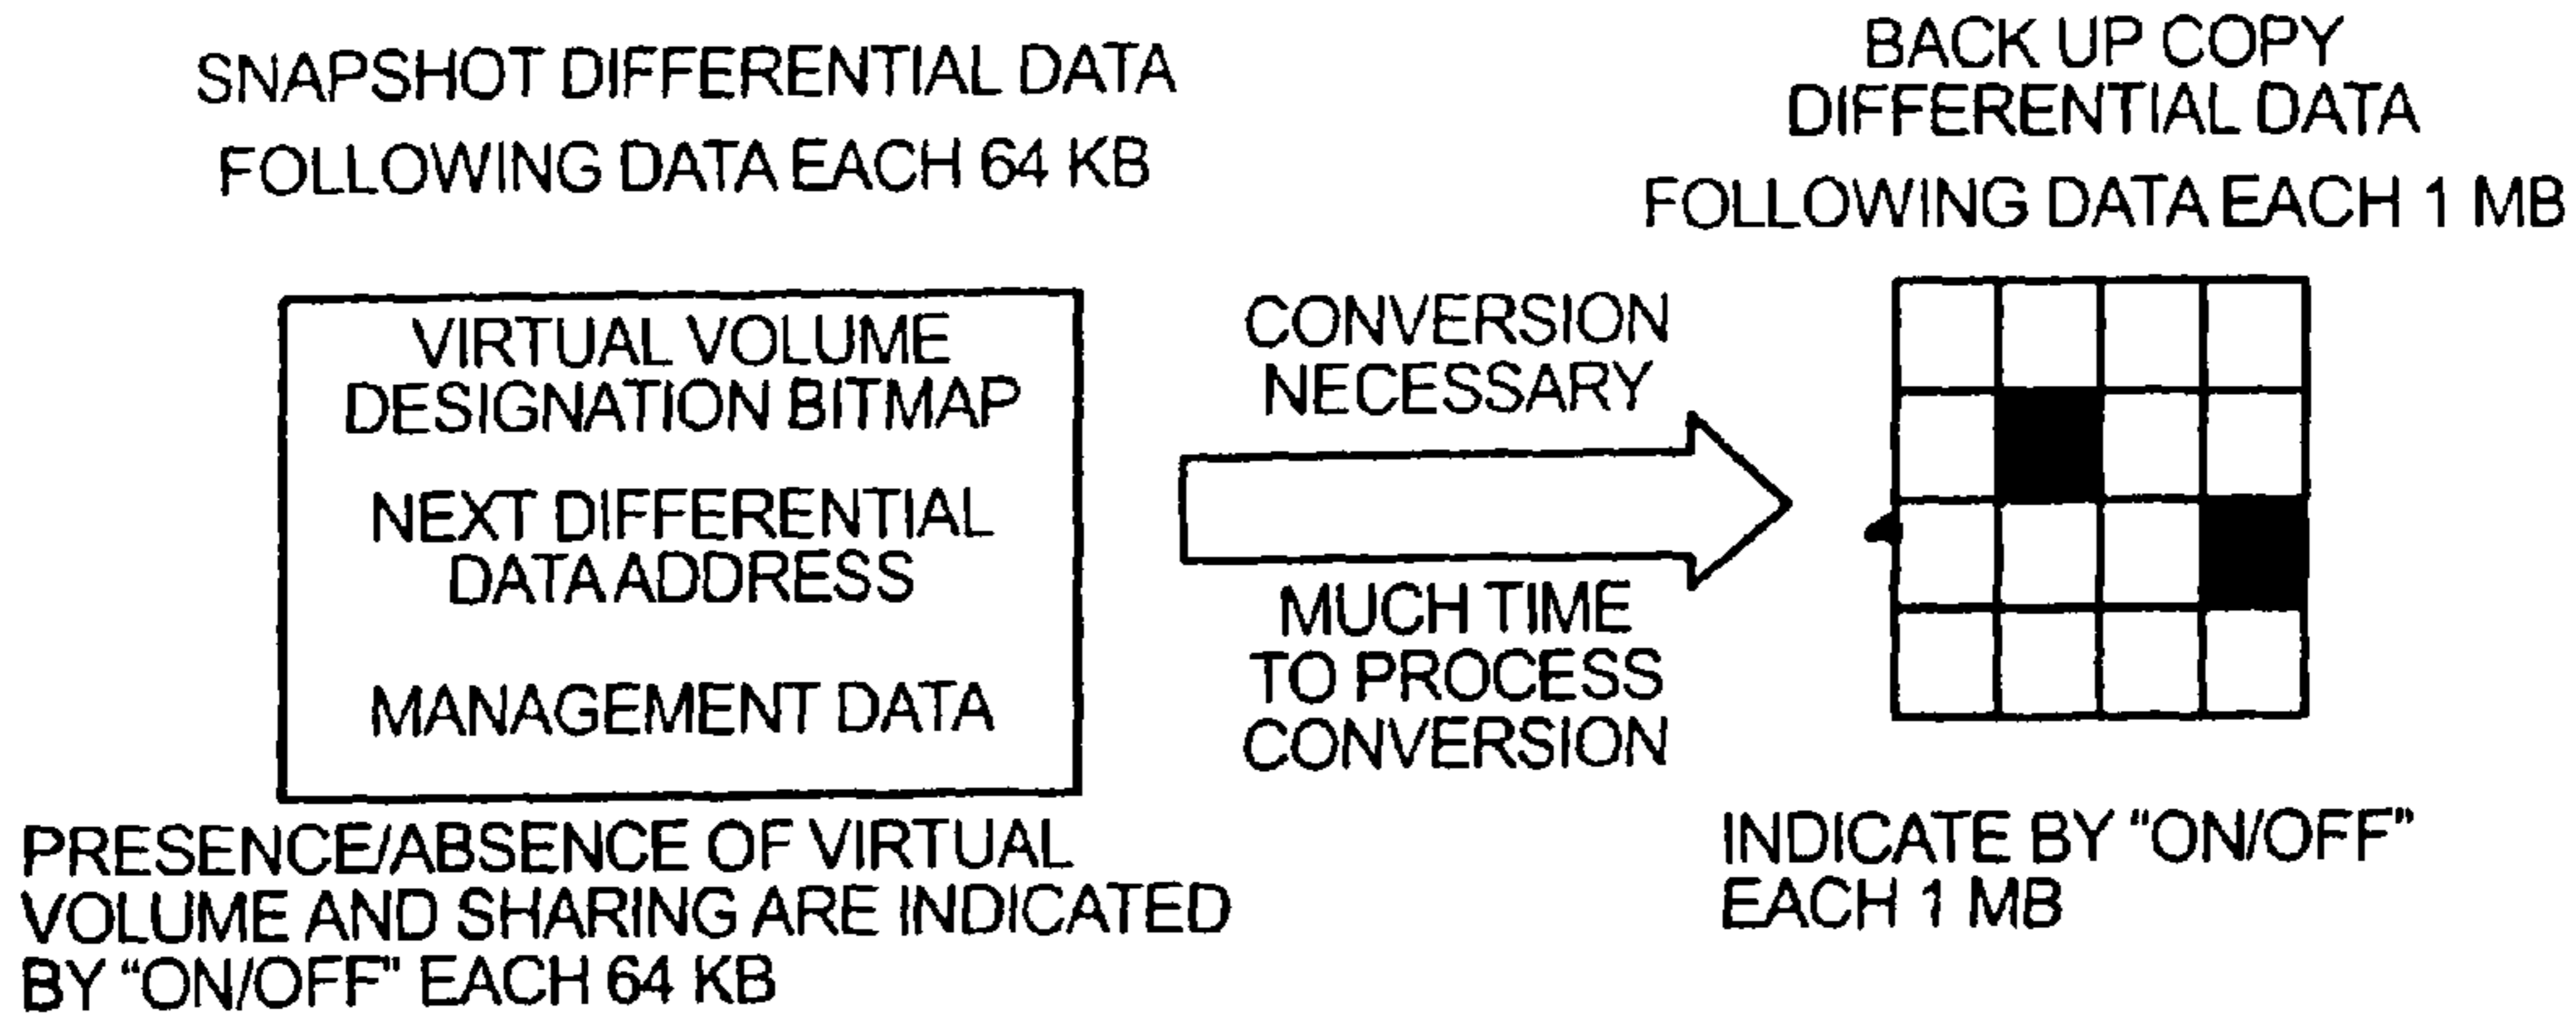 SNAPSHOT DIFFERENTIAL DATA
FOLLOWING DATA EACH 64 KB
VIRTUAL VOLUME
DESIGNATION BITMAP
NEXT DIFFERENTIAL
DATA ADDRESS
MANAGEMENT DATA
PRESENCE/ABSENCE OF VIRTUAL
VOLUME AND SHARING ARE INDICATED
BY "ON/OFF" EACH 64 KB
CONVERSION
NECESSARY
MUCH TIME
TO PROCESS
CONVERSION
BACK UP COPY
DIFFERENTIAL DATA
FOLLOWING DATA EACH 1 MB
INDICATE BY "ON/OFF"
EACH 1 MB